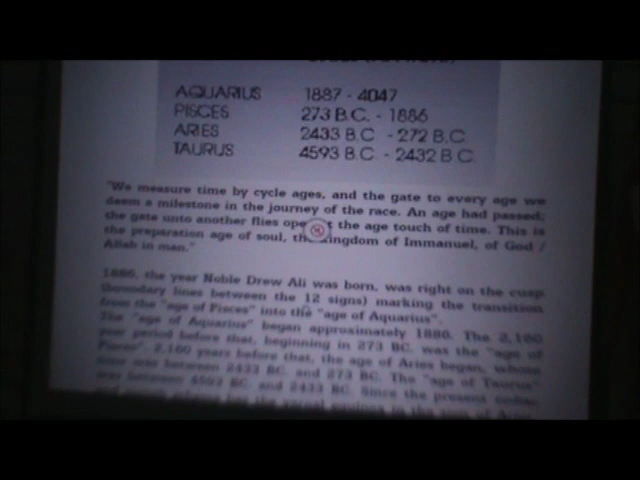 AQUARIUS 1887 - 4047
PISCES 273 B.C. - 1886
ARIES 2433 B.C - 272 B.C.
TAURUS 4593 B.C. - 2432 B.C.
"We measure time by cycle ages, and the gate to every age we
deem a milestone in the journey of the race. An age had passed;
the gate unto another flies at the age touch of time. This is
the preparation age of soul, the kingdom of Immanuel, of God /
Allah in man."
1886, the year Noble Drew Ali was born, was right on the cusp
(boundary lines between the 12 signs) marking the transition
from the "age of Pisces" into the "age of Aquarius".
The "age of Aquarius" began approximately 1886. The 2,160
year period before that, beginning in 273 BC. was the "age of
Pisces". 2,160 years before that, the age of Aries began, whose
time was between 2433 BC. and 273 BC. The "age of Taurus"
was between 4593 BC. and 2433 BC. Since the present